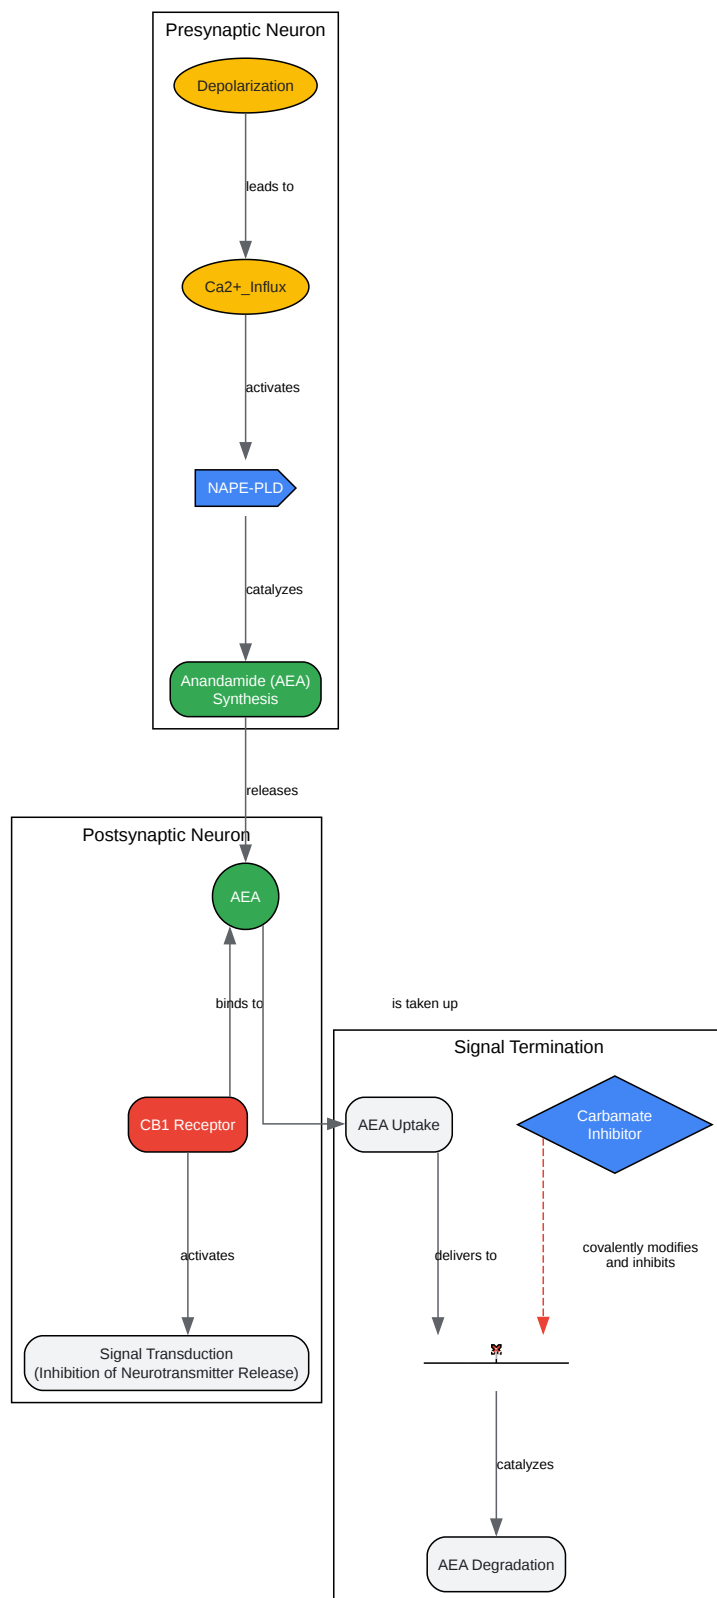 Presynaptic Neuron
Depolarization
leads to
Ca2+_Influx
activates
NAPE-PLD
catalyzes
Anandamide (AEA)
Synthesis
releases
Postsynaptic Neuron
AEA
binds to
is taken up
Signal Termination
CB1 Receptor
AEA Uptake
Carbamate
Inhibitor
activates
delivers to
covalently modifies
and inhibits
Signal Transduction
(Inhibition of Neurotransmitter Release)
catalyzes
AEA Degradation